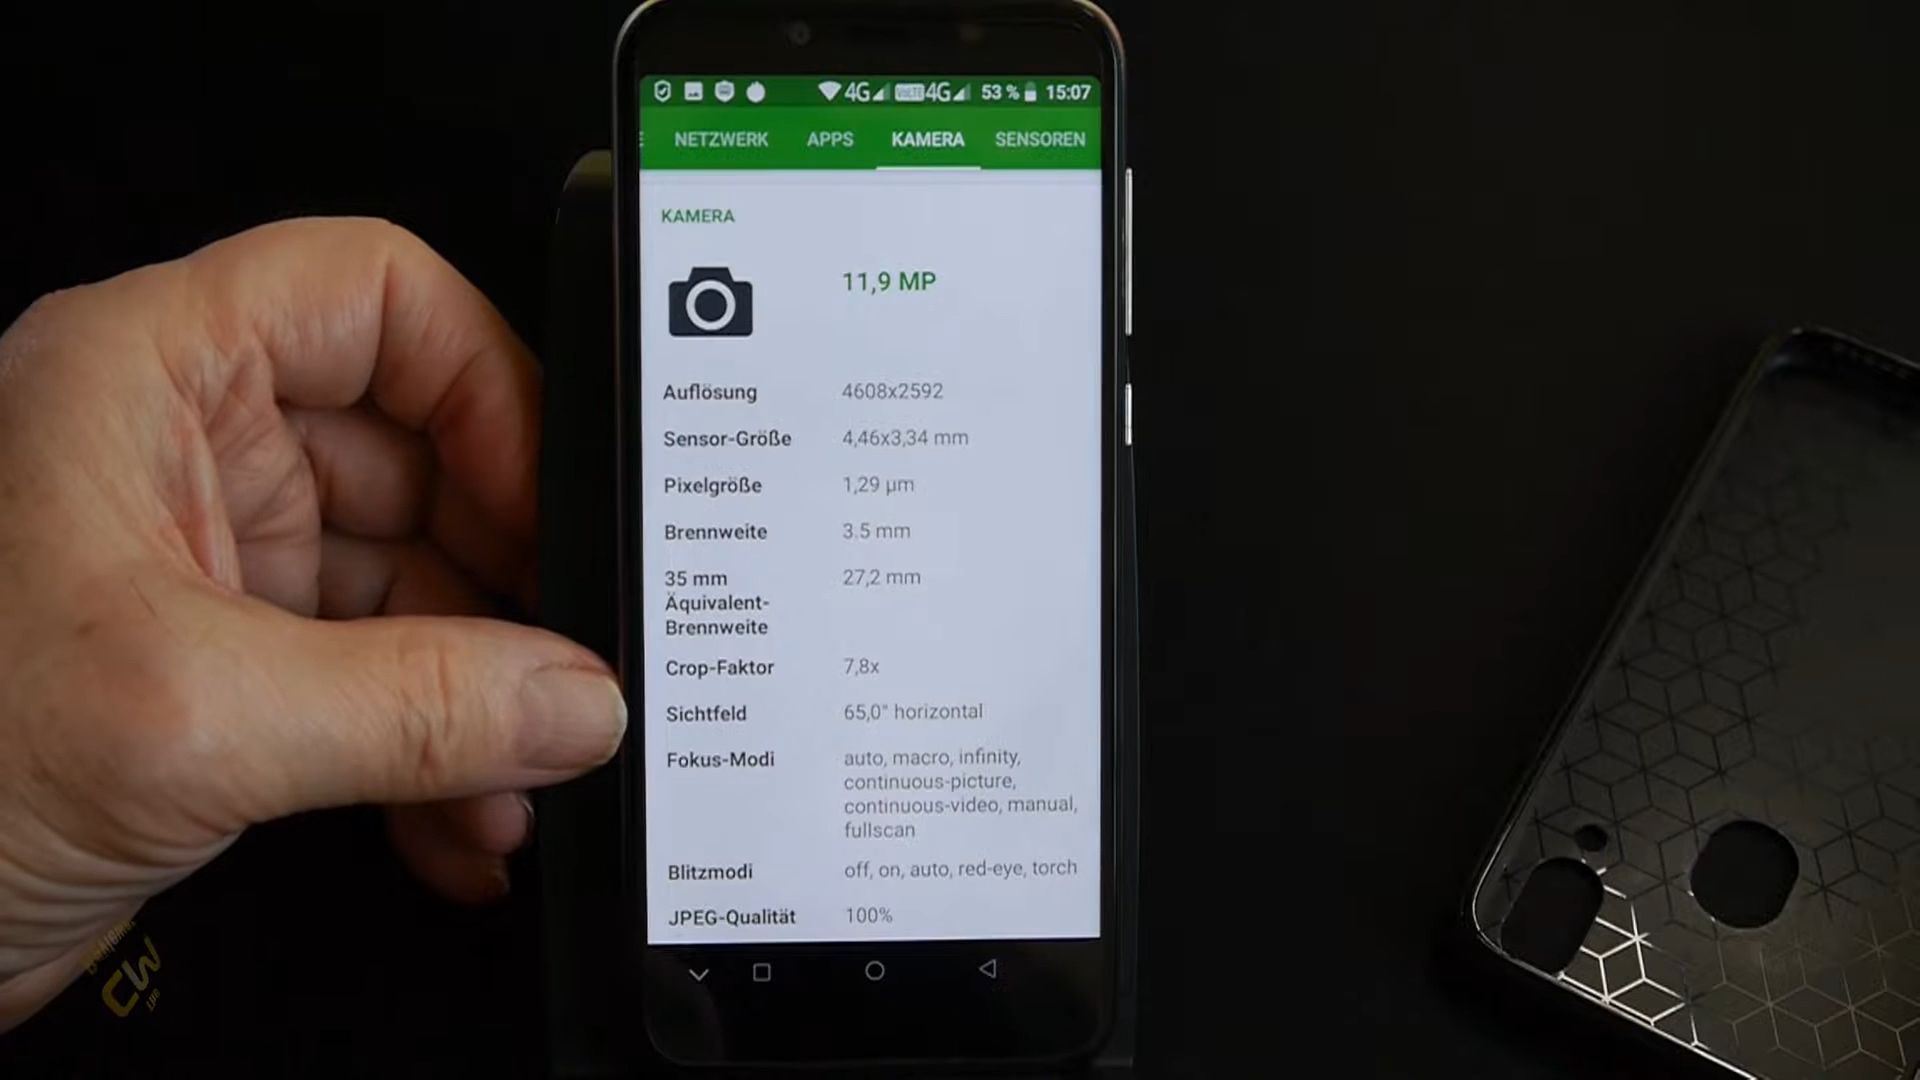 4G VoLTE 4G 53 % 15:07
NETZWERK APPS KAMERA SENSOREN
KAMERA
11,9 MP
Auflösung 4608x2592
Sensor-Größe 4,46x3,34 mm
Pixelgröße 1,29 µm
Brennweite 3.5 mm
35 mm 27,2 mm
Äquivalent-
Brennweite
Crop-Faktor 7,8x
Sichtfeld 65,0° horizontal
Fokus-Modi auto, macro, infinity,
continuous-picture,
continuous-video, manual,
fullscan
Blitzmodi off, on, auto, red-eye, torch
JPEG-Qualität 100%
CW